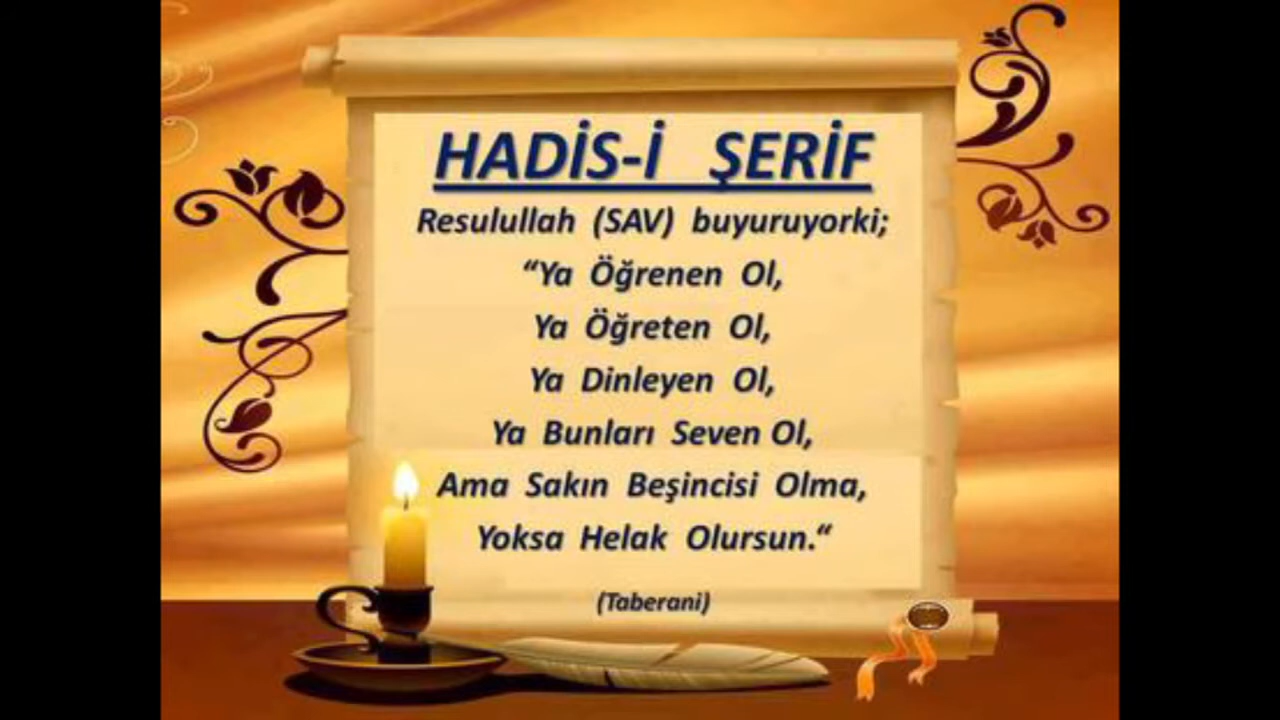 HADİS-İ ŞERİF
Resulullah (SAV) buyuruyorki;
“Ya Öğrenen Ol,
Ya Öğreten Ol,
Ya Dinleyen Ol,
Ya Bunları Seven Ol,
Ama Sakın Beşincisi Olma,
Yoksa Helak Olursun.“
(Taberani)